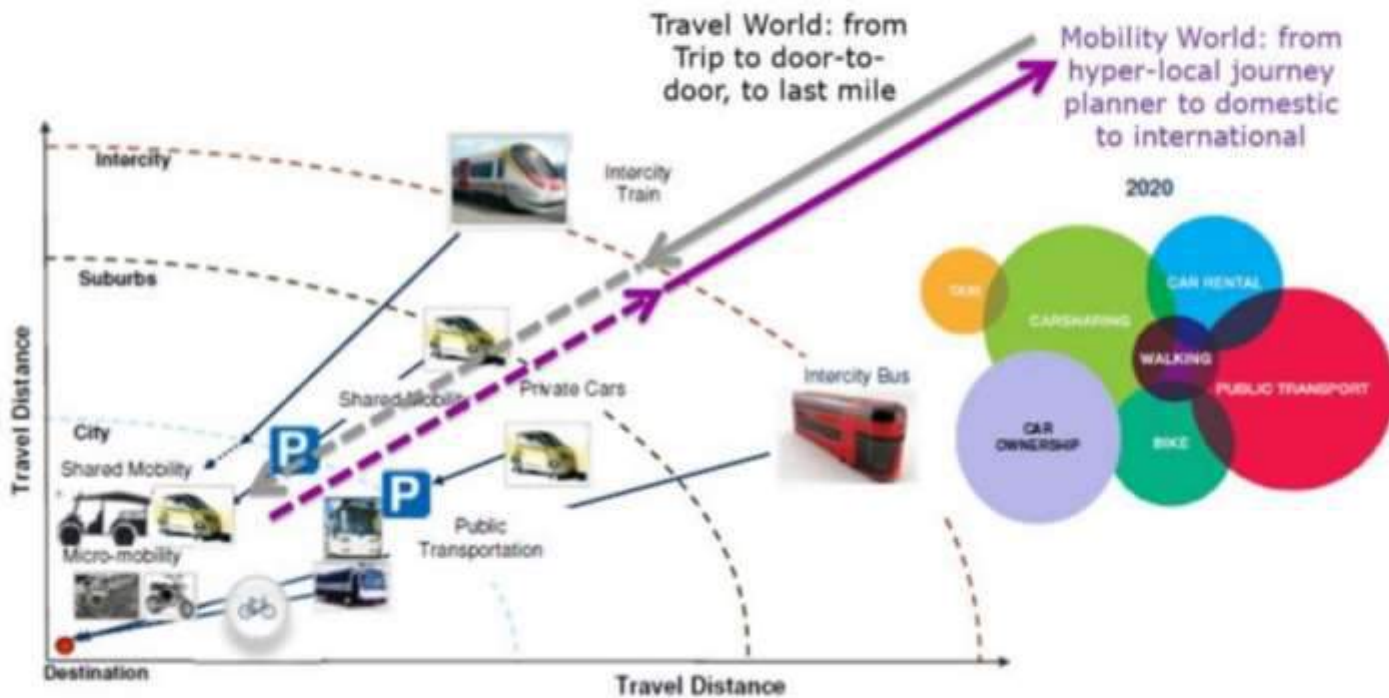 Travel World: from
Trip to door-to-
door, to last mile
Mobility World: from
hyper-local journey
planner to domestic
to international
2020
Intercity
Intercity
Train
Suburbs
TAXI
CAR RENTAL
CARSHARING
WALKING
PUBLIC TRANSPORT
CAR
OWNERSHIP
BIKE
Intercity Bus
Shared Mobility
Private Cars
City
P
Shared Mobility
P
Public
Transportation
Micro-mobility
Travel Distance
Destination
Travel Distance